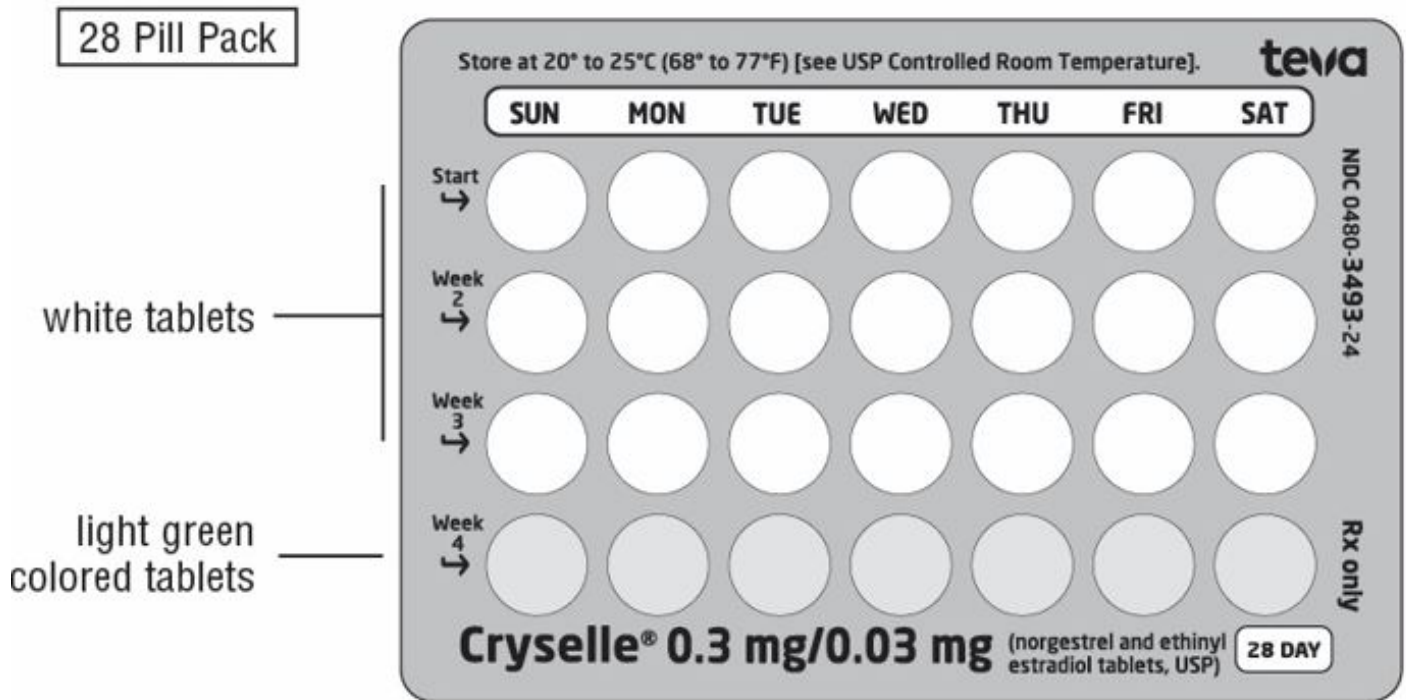 28 Pill Pack
Store at 20° to 25°C (68° to 77°F) [see USP Controlled Room Temperature].
teva
SUN MON TUE WED THU FRI SAT
Start
Week
2
Week
3
Week
4
white tablets
light green
colored tablets
NDC 0480-3493-24
Rx only
Cryselle® 0.3 mg/0.03 mg
(norgestrel and ethinyl
estradiol tablets, USP)
28 DAY